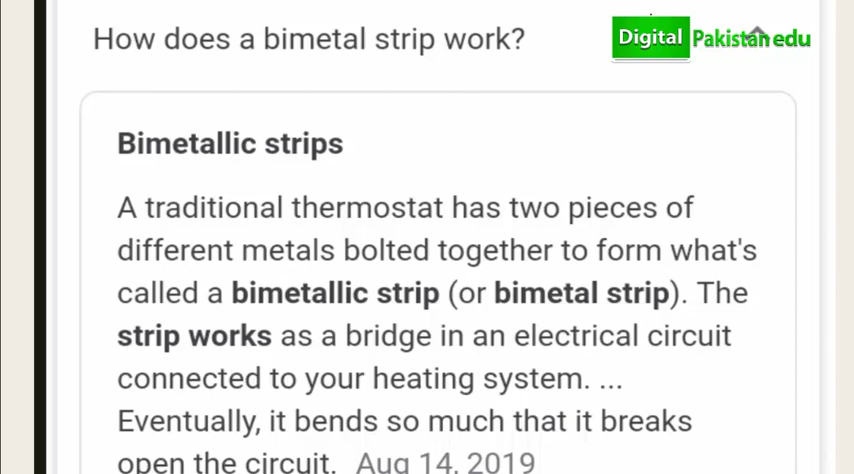 How does a bimetal strip work?
Digital Pakistan edu
Bimetallic strips
A traditional thermostat has two pieces of
different metals bolted together to form what's
called a bimetallic strip (or bimetal strip). The
strip works as a bridge in an electrical circuit
connected to your heating system. ...
Eventually, it bends so much that it breaks
open the circuit. Aug 14, 2019